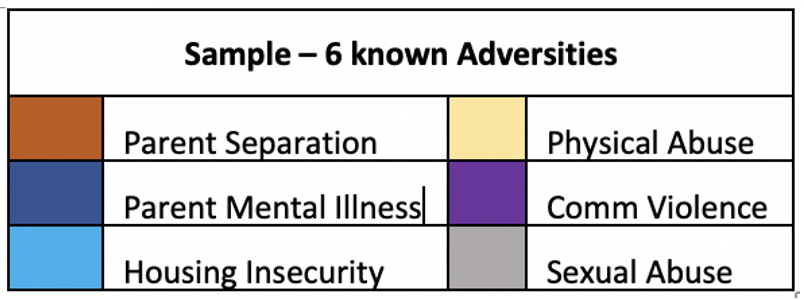 Sample – 6 known Adversities
Parent Separation
Physical Abuse
Parent Mental Illness
Comm Violence
Housing Insecurity
Sexual Abuse